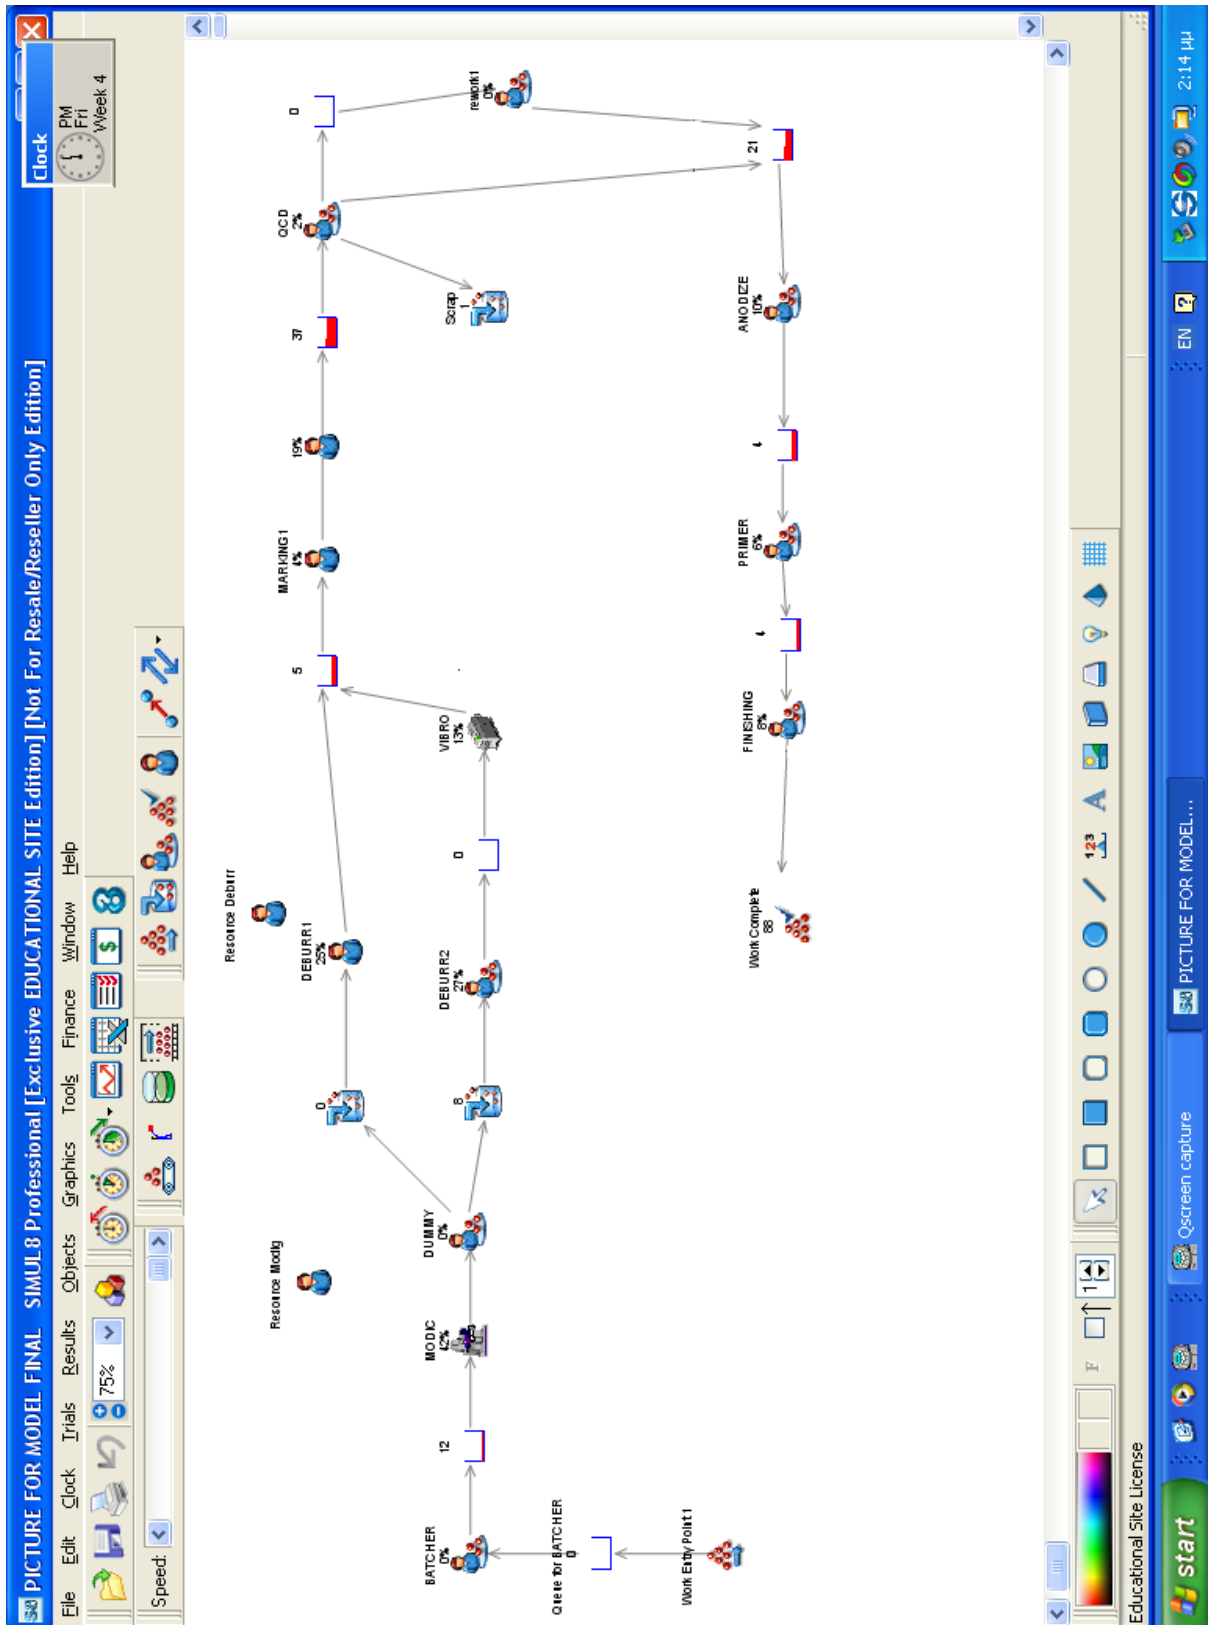 PICTURE FOR MODEL FINAL    SIMUL8 Professional [Exclusive EDUCATIONAL SITE Edition] [Not For Resale/Reseller Only Edition]
File Edit Clock Trials Results Objects Graphics Tools Finance Window Help
Clock
PM
Fri
Week 4
75%
Speed:
Resource Deburr
Resource Modig
BATCHER
0%
Queue for BATCHER
0
Work Entry Point 1
12
MODIC
42%
DUMMY
0%
0
8
DEBURR1
25%
DEBURR2
27%
0
VIBRO
13%
5
MARKING1
4%
19%
37
QCD
2%
0
rework1
0%
Scrap
1
21
ANODIZE
10%
4
PRIMER
6%
4
FINISHING
8%
Work Complete
88
F
1
123
A
Educational Site License
start
Qscreen capture
S8 PICTURE FOR MODEL...
EN
2:14 μμ